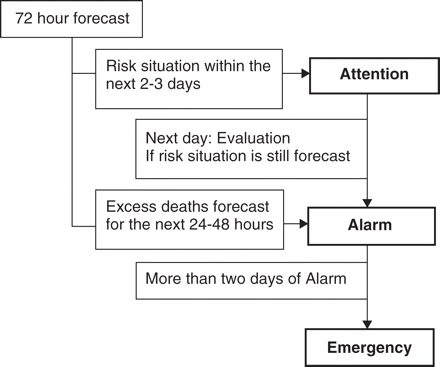 72 hour forecast
Risk situation within the
next 2-3 days
Attention
Next day: Evaluation
If risk situation is still forecast
Excess deaths forecast
for the next 24-48 hours
Alarm
More than two days of Alarm
Emergency